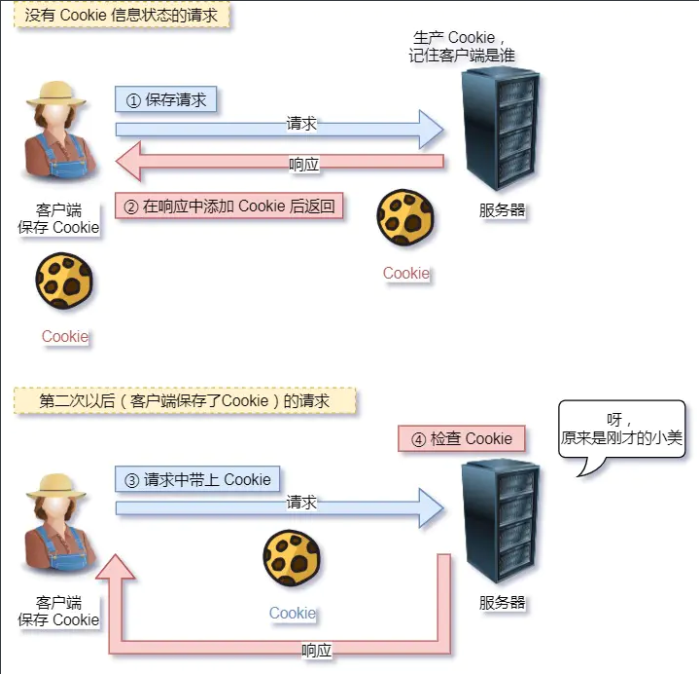 没有 Cookie 信息状态的请求
生产 Cookie，
记住客户端是谁
① 保存请求
请求
响应
② 在响应中添加 Cookie 后返回
客户端
保存 Cookie
服务器
Cookie
Cookie
第二次以后（客户端保存了Cookie）的请求
呀，
原来是刚才的小美
④ 检查 Cookie
③ 请求中带上 Cookie
请求
Cookie
客户端
保存 Cookie
服务器
响应